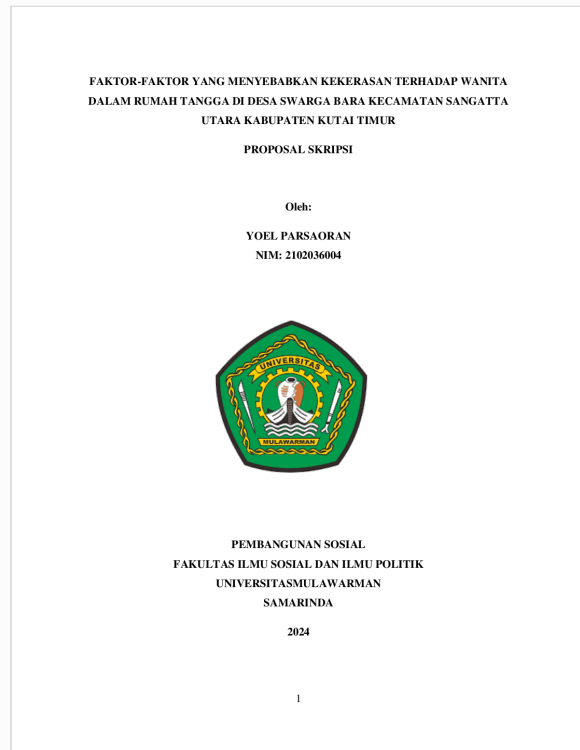 FAKTOR-FAKTOR YANG MENYEBABKAN KEKERASAN TERHADAP WANITA
DALAM RUMAH TANGGA DI DESA SWARGA BARA KECAMATAN SANGATTA
UTARA KABUPATEN KUTAI TIMUR
PROPOSAL SKRIPSI
Oleh:
YOEL PARSAORAN
NIM: 2102036004
UNIVERSITAS
MULAWARMAN
PEMBANGUNAN SOSIAL
FAKULTAS ILMU SOSIAL DAN ILMU POLITIK
UNIVERSITASMULAWARMAN
SAMARINDA
2024
1